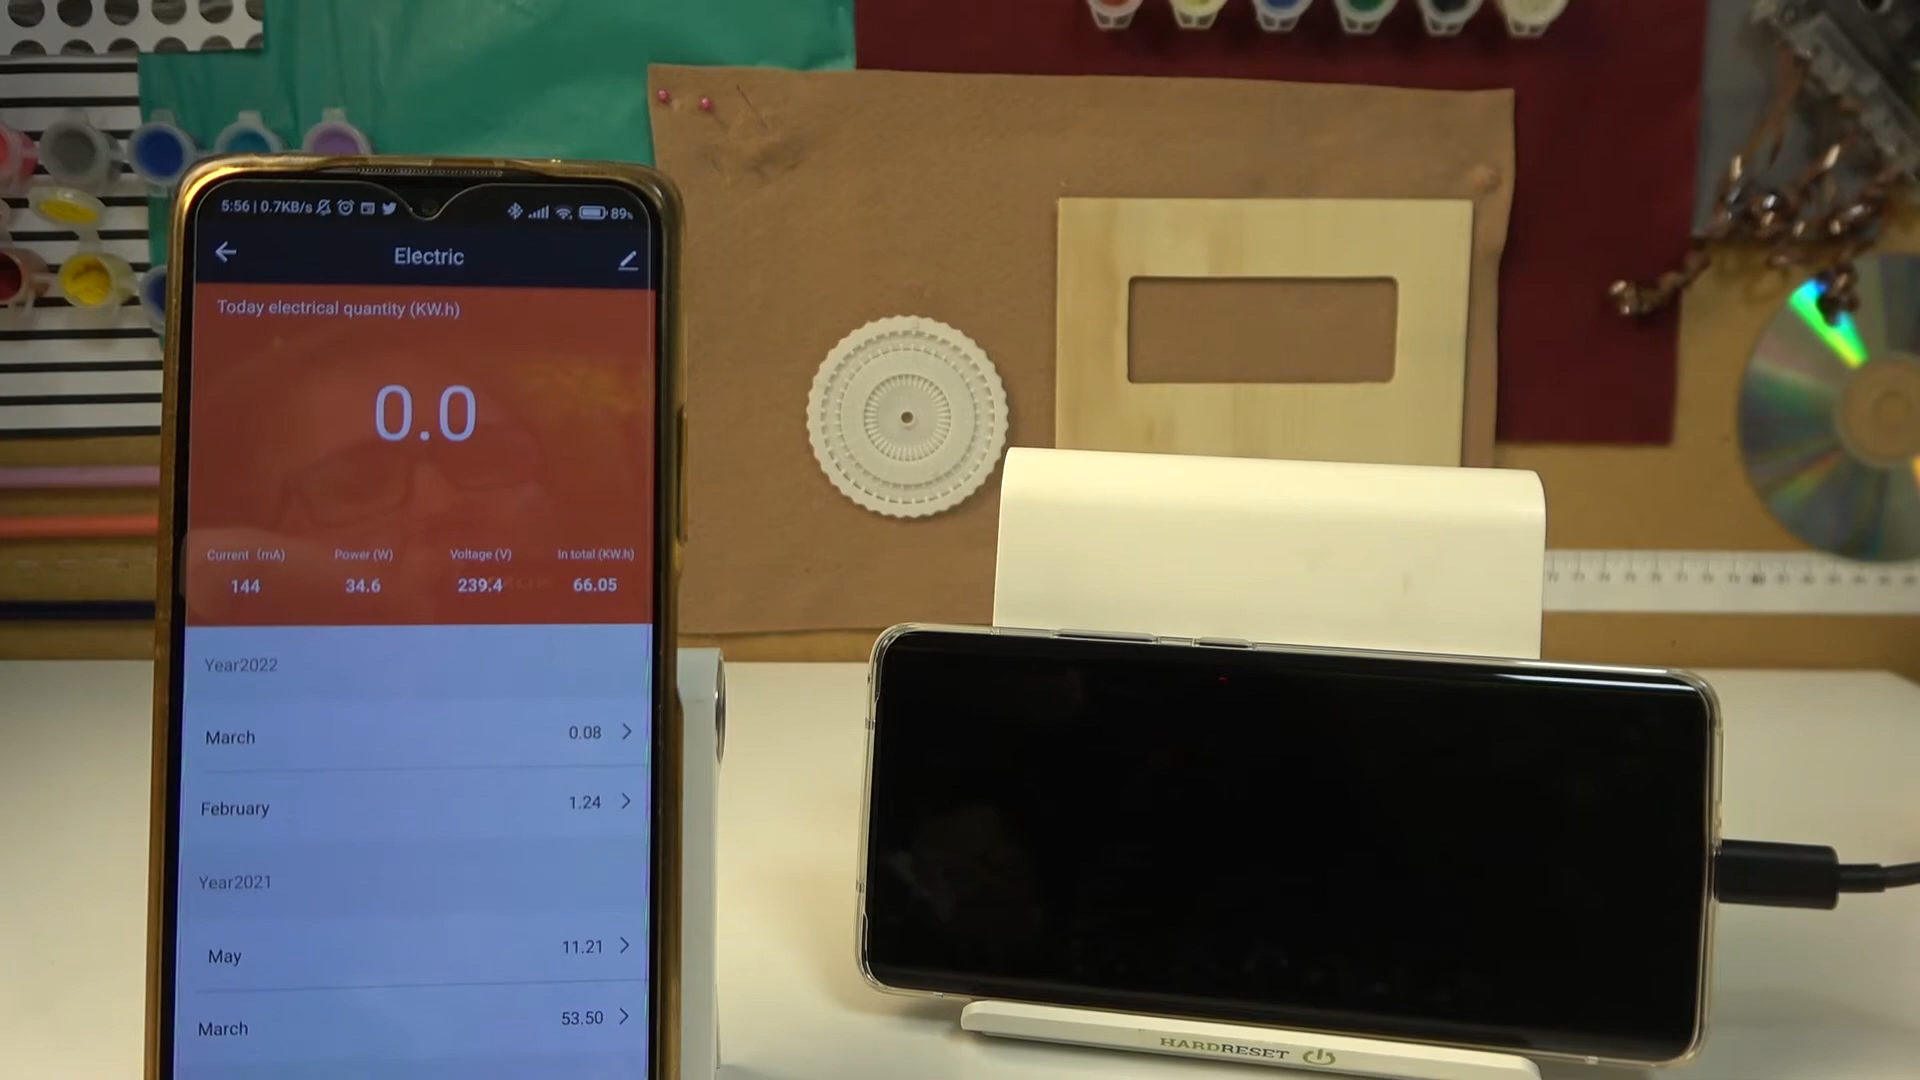 5:56 | 0.7KB/s
89%
Electric
Today electrical quantity (KW.h)
0.0
Current (mA) Power (W) Voltage (V) In total (KW.h)
144 34.6 239.4 66.05
Year2022
March 0.08
February 1.24
Year2021
May 11.21
March 53.50
HARDRESET